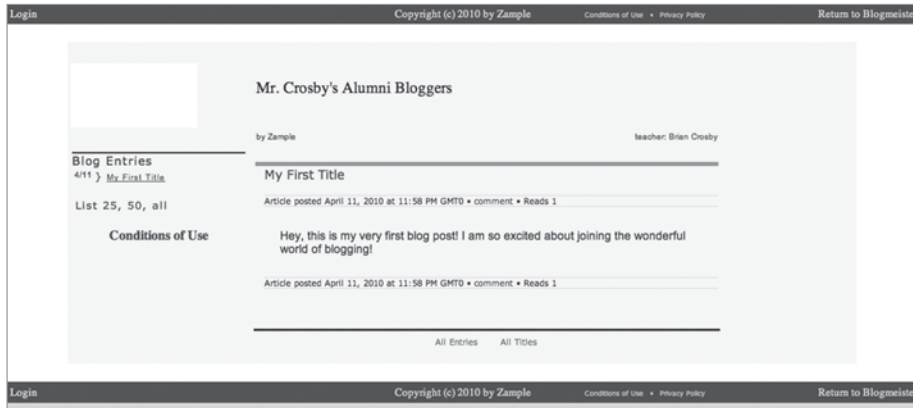 Login Copyright (c) 2010 by Zample Conditions of Use • Privacy Policy Return to Blogmeiste
Mr. Crosby's Alumni Bloggers
by Zample teacher: Brian Crosby
Blog Entries
4/11 } My First Title
List 25, 50, all
Conditions of Use
My First Title
Article posted April 11, 2010 at 11:58 PM GMT0 • comment • Reads 1
Hey, this is my very first blog post! I am so excited about joining the wonderful
world of blogging!
Article posted April 11, 2010 at 11:58 PM GMT0 • comment • Reads 1
All Entries All Titles
Login Copyright (c) 2010 by Zample Conditions of Use • Privacy Policy Return to Blogmeiste